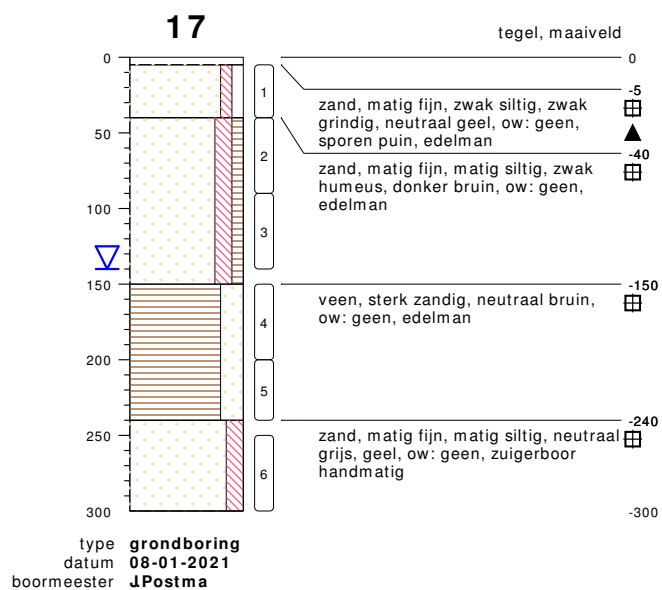 17
tegel, maaiveld
0
0
-5
1
zand, matig fijn, zwak siltig, zwak
grindig, neutraal geel, ow: geen,
sporen puin, edelman
50
2
-40
zand, matig fijn, matig siltig, zwak
humeus, donker bruin, ow: geen,
edelman
100
3
150
-150
veen, sterk zandig, neutraal bruin,
ow: geen, edelman
4
200
5
-240
250
zand, matig fijn, matig siltig, neutraal
grijs, geel, ow: geen, zuigerboor
handmatig
6
300
-300
type grondboring
datum 08-01-2021
boormeester J.Postma